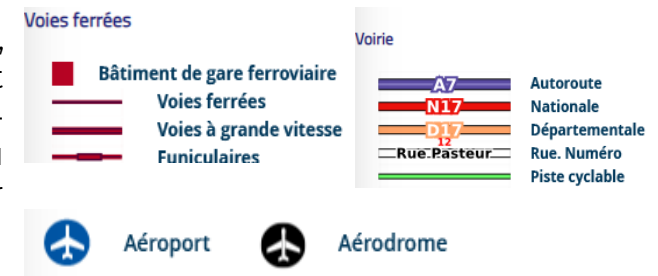 Voies ferrées
Bâtiment de gare ferroviaire
Voies ferrées
Voies à grande vitesse
Funiculaires
Voirie
A7 Autoroute
N17 Nationale
D17 Départementale
12
Rue Pasteur Rue. Numéro
Piste cyclable
Aéroport
Aérodrome